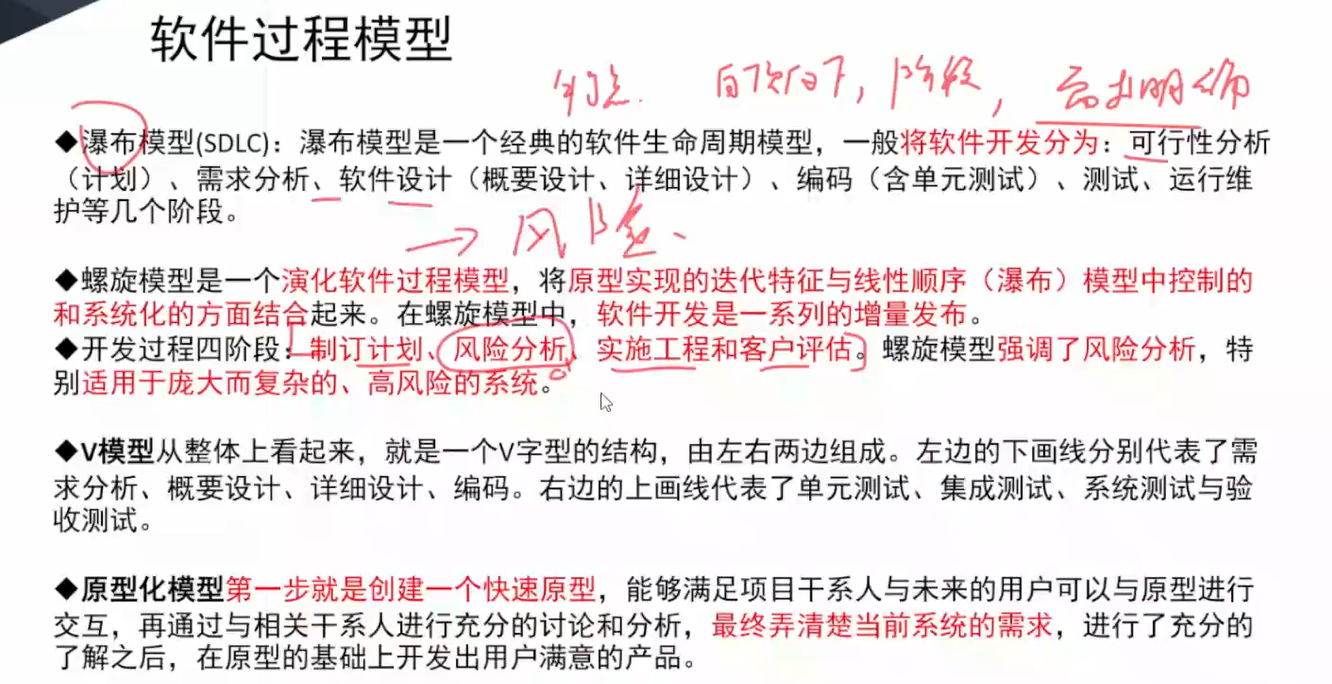 软件过程模型
特点. 自顶向下, 阶段, 需求明确
◆瀑布模型(SDLC)：瀑布模型是一个经典的软件生命周期模型，一般将软件开发分为：可行性分析
（计划）、需求分析、软件设计（概要设计、详细设计）、编码（含单元测试）、测试、运行维
护等几个阶段。
→ 风险、
◆螺旋模型是一个演化软件过程模型，将原型实现的迭代特征与线性顺序（瀑布）模型中控制的
和系统化的方面结合起来。在螺旋模型中，软件开发是一系列的增量发布。
◆开发过程四阶段：制订计划、风险分析、实施工程和客户评估。螺旋模型强调了风险分析，特
别适用于庞大而复杂的、高风险的系统。
◆V模型从整体上看起来，就是一个V字型的结构，由左右两边组成。左边的下画线分别代表了需
求分析、概要设计、详细设计、编码。右边的上画线代表了单元测试、集成测试、系统测试与验
收测试。
◆原型化模型第一步就是创建一个快速原型，能够满足项目干系人与未来的用户可以与原型进行
交互，再通过与相关干系人进行充分的讨论和分析，最终弄清楚当前系统的需求，进行了充分的
了解之后，在原型的基础上开发出用户满意的产品。